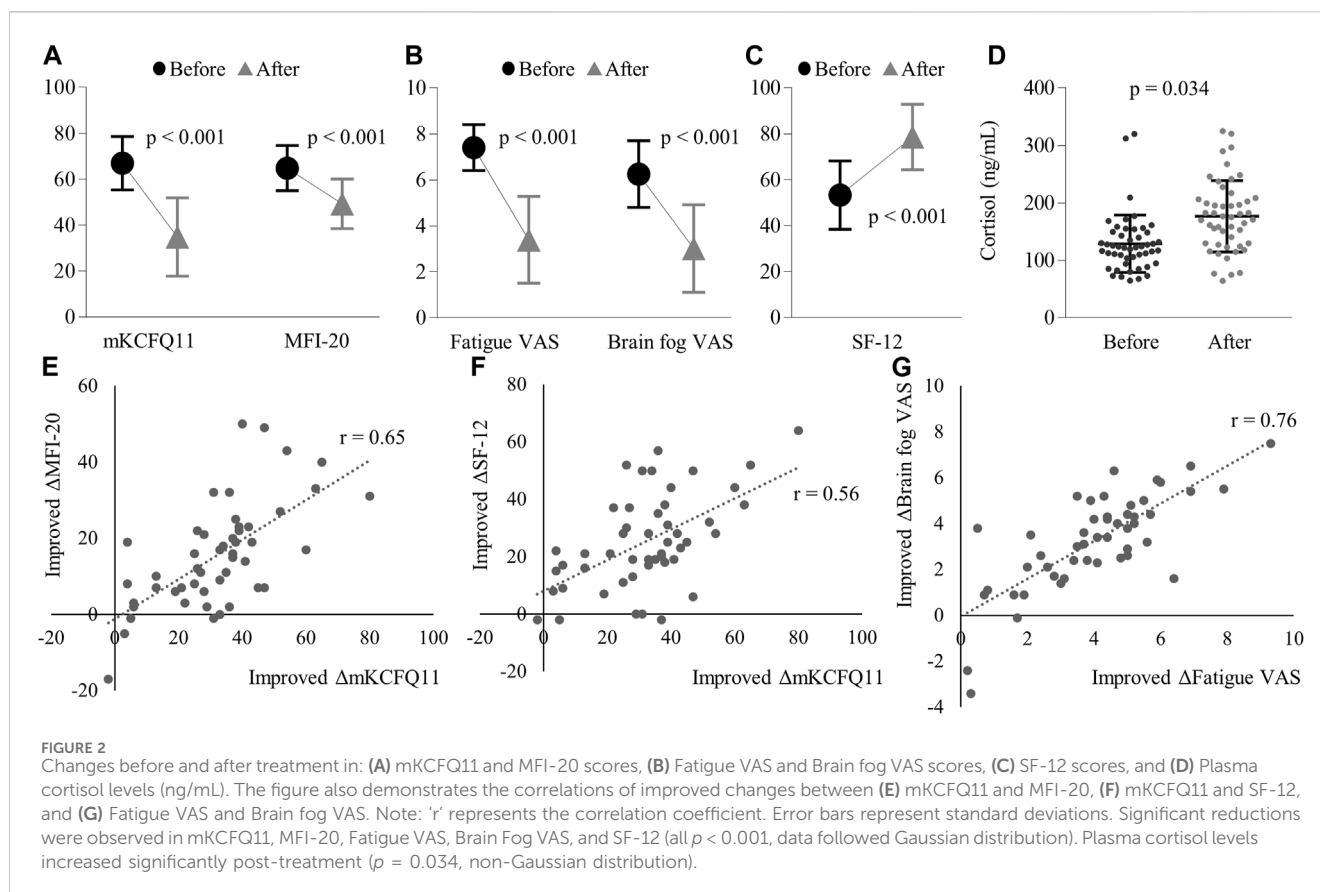 A
● Before ▲ After
100
80
60
40
20
0
p < 0.001
p < 0.001
mKCFQ11
MFI-20
B
● Before ▲ After
10
8
6
4
2
0
p < 0.001
p < 0.001
Fatigue VAS
Brain fog VAS
C
● Before ▲ After
100
80
60
40
20
0
p < 0.001
SF-12
D
p = 0.034
Cortisol (ng/mL)
400
300
200
100
0
Before
After
E
Improved ΔMFI-20
60
40
20
0
-20
r = 0.65
-20
0
20
40
60
80
100
Improved ΔmKCFQ11
F
Improved ΔSF-12
80
60
40
20
0
-20
r = 0.56
-20
0
20
40
60
80
100
Improved ΔmKCFQ11
G
Improved ΔBrain fog VAS
10
8
6
4
2
0
-2
-4
r = 0.76
0
2
4
6
8
10
Improved ΔFatigue VAS
FIGURE 2
Changes before and after treatment in: (A) mKCFQ11 and MFI-20 scores, (B) Fatigue VAS and Brain fog VAS scores, (C) SF-12 scores, and (D) Plasma
cortisol levels (ng/mL). The figure also demonstrates the correlations of improved changes between (E) mKCFQ11 and MFI-20, (F) mKCFQ11 and SF-12,
and (G) Fatigue VAS and Brain fog VAS. Note: ‘r’ represents the correlation coefficient. Error bars represent standard deviations. Significant reductions
were observed in mKCFQ11, MFI-20, Fatigue VAS, Brain Fog VAS, and SF-12 (all p < 0.001, data followed Gaussian distribution). Plasma cortisol levels
increased significantly post-treatment (p = 0.034, non-Gaussian distribution).